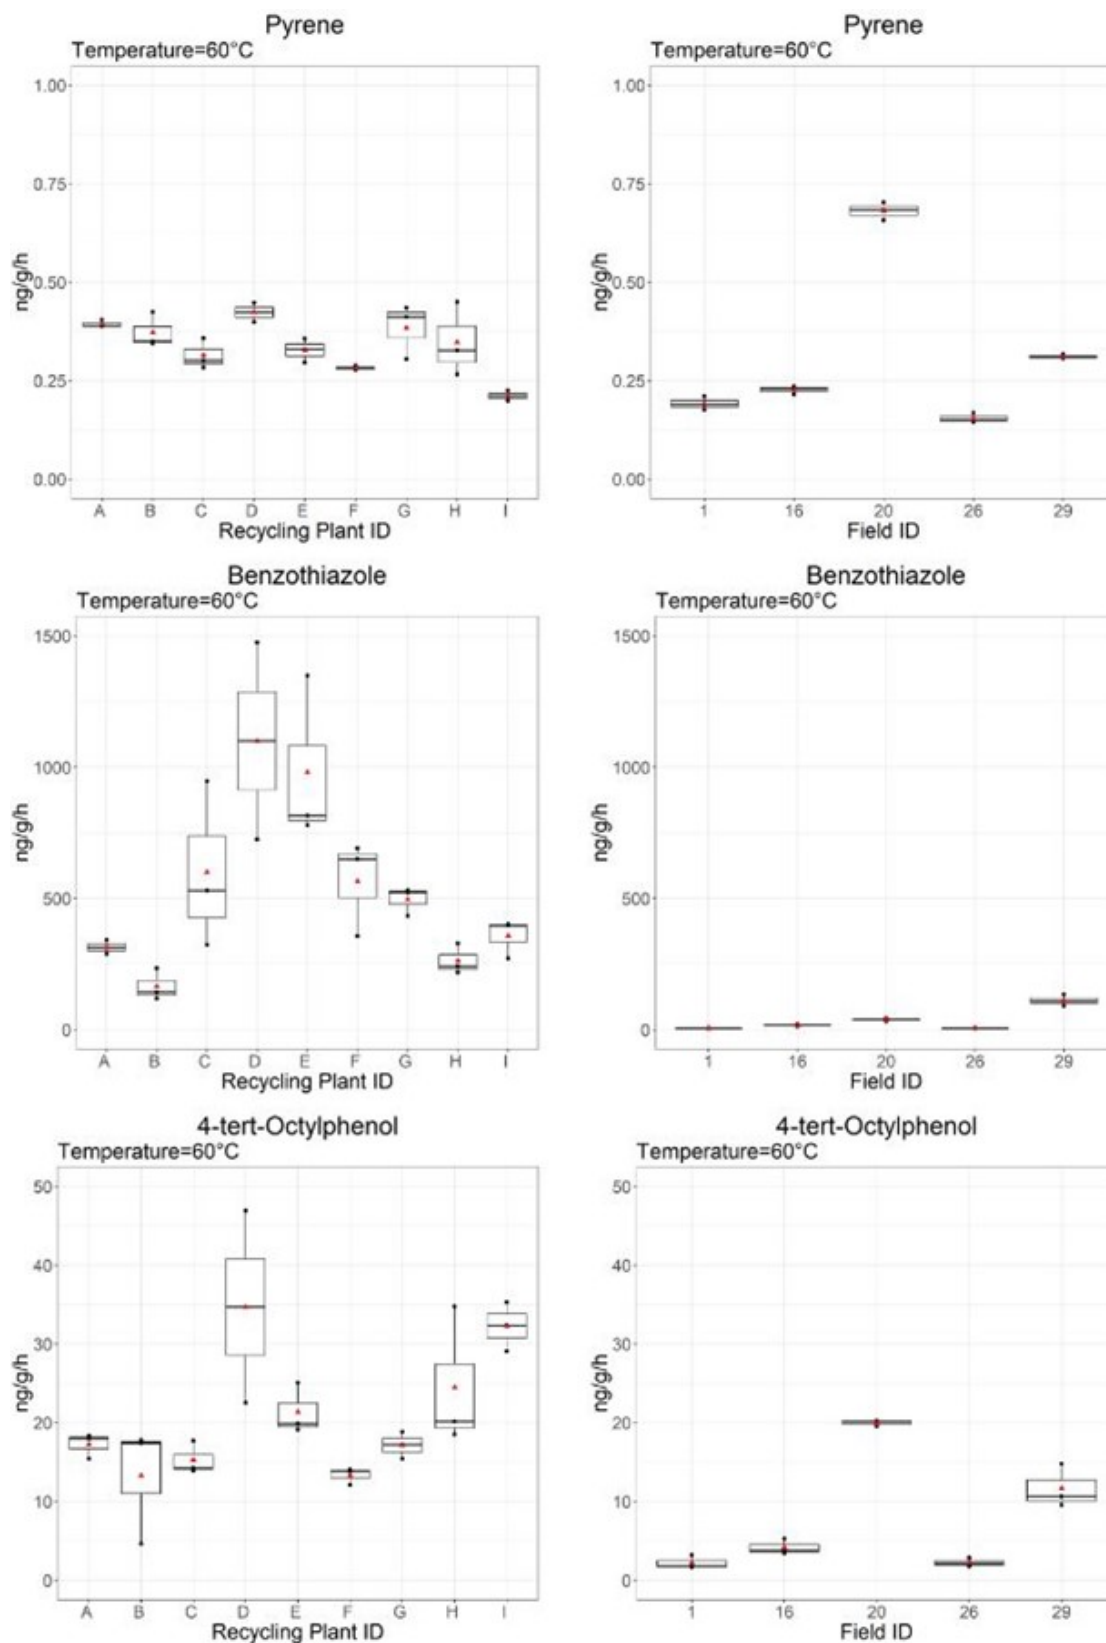 Pyrene
Temperature=60°C
ng/g/h
1.00
0.75
0.50
0.25
0.00
A B C D E F G H I
Recycling Plant ID
Pyrene
Temperature=60°C
ng/g/h
1.00
0.75
0.50
0.25
0.00
1 16 20 26 29
Field ID
Benzothiazole
Temperature=60°C
ng/g/h
1500
1000
500
0
A B C D E F G H I
Recycling Plant ID
Benzothiazole
Temperature=60°C
ng/g/h
1500
1000
500
0
1 16 20 26 29
Field ID
4-tert-Octylphenol
Temperature=60°C
ng/g/h
50
40
30
20
10
0
A B C D E F G H I
Recycling Plant ID
4-tert-Octylphenol
Temperature=60°C
ng/g/h
50
40
30
20
10
0
1 16 20 26 29
Field ID